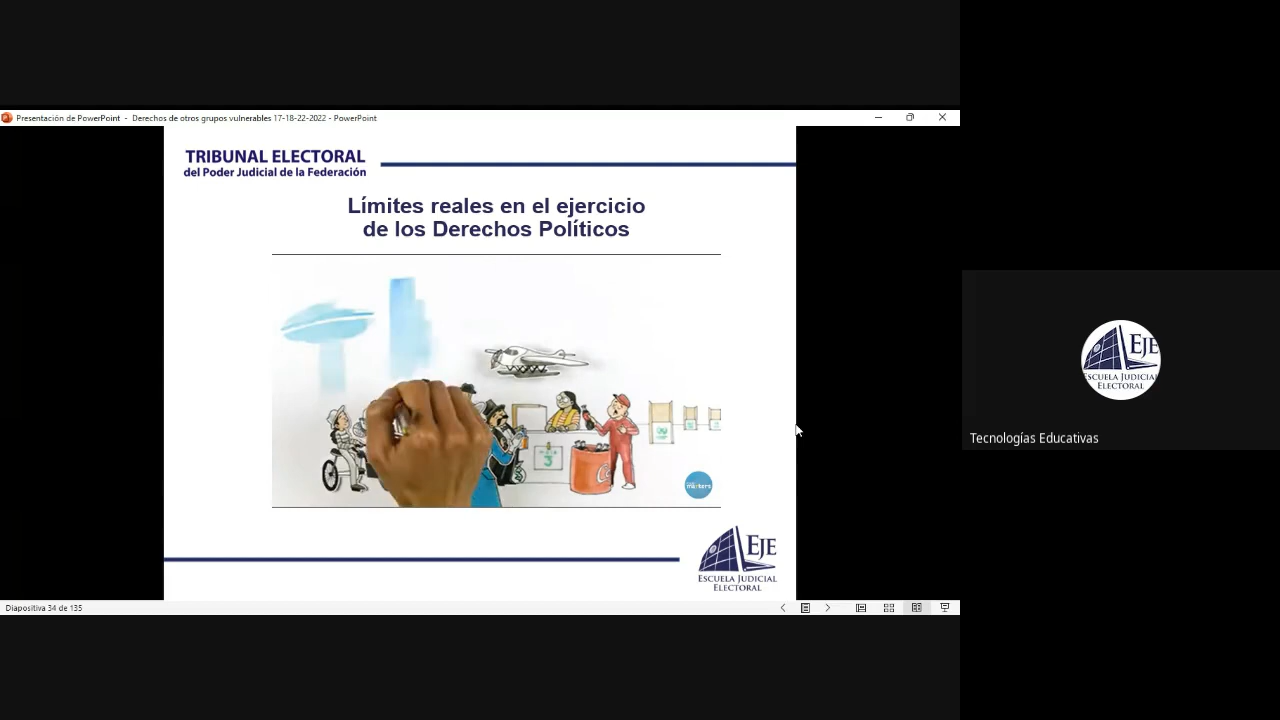 Presentación de PowerPoint - Derechos de otros grupos vulnerables 17-18-22-2022 - PowerPoint
TRIBUNAL ELECTORAL
del Poder Judicial de la Federación
Límites reales en el ejercicio
de los Derechos Políticos
3
EJE
ESCUELA JUDICIAL
ELECTORAL
Diapositiva 34 de 135
EJE
ESCUELA JUDICIAL
ELECTORAL
Tecnologías Educativas